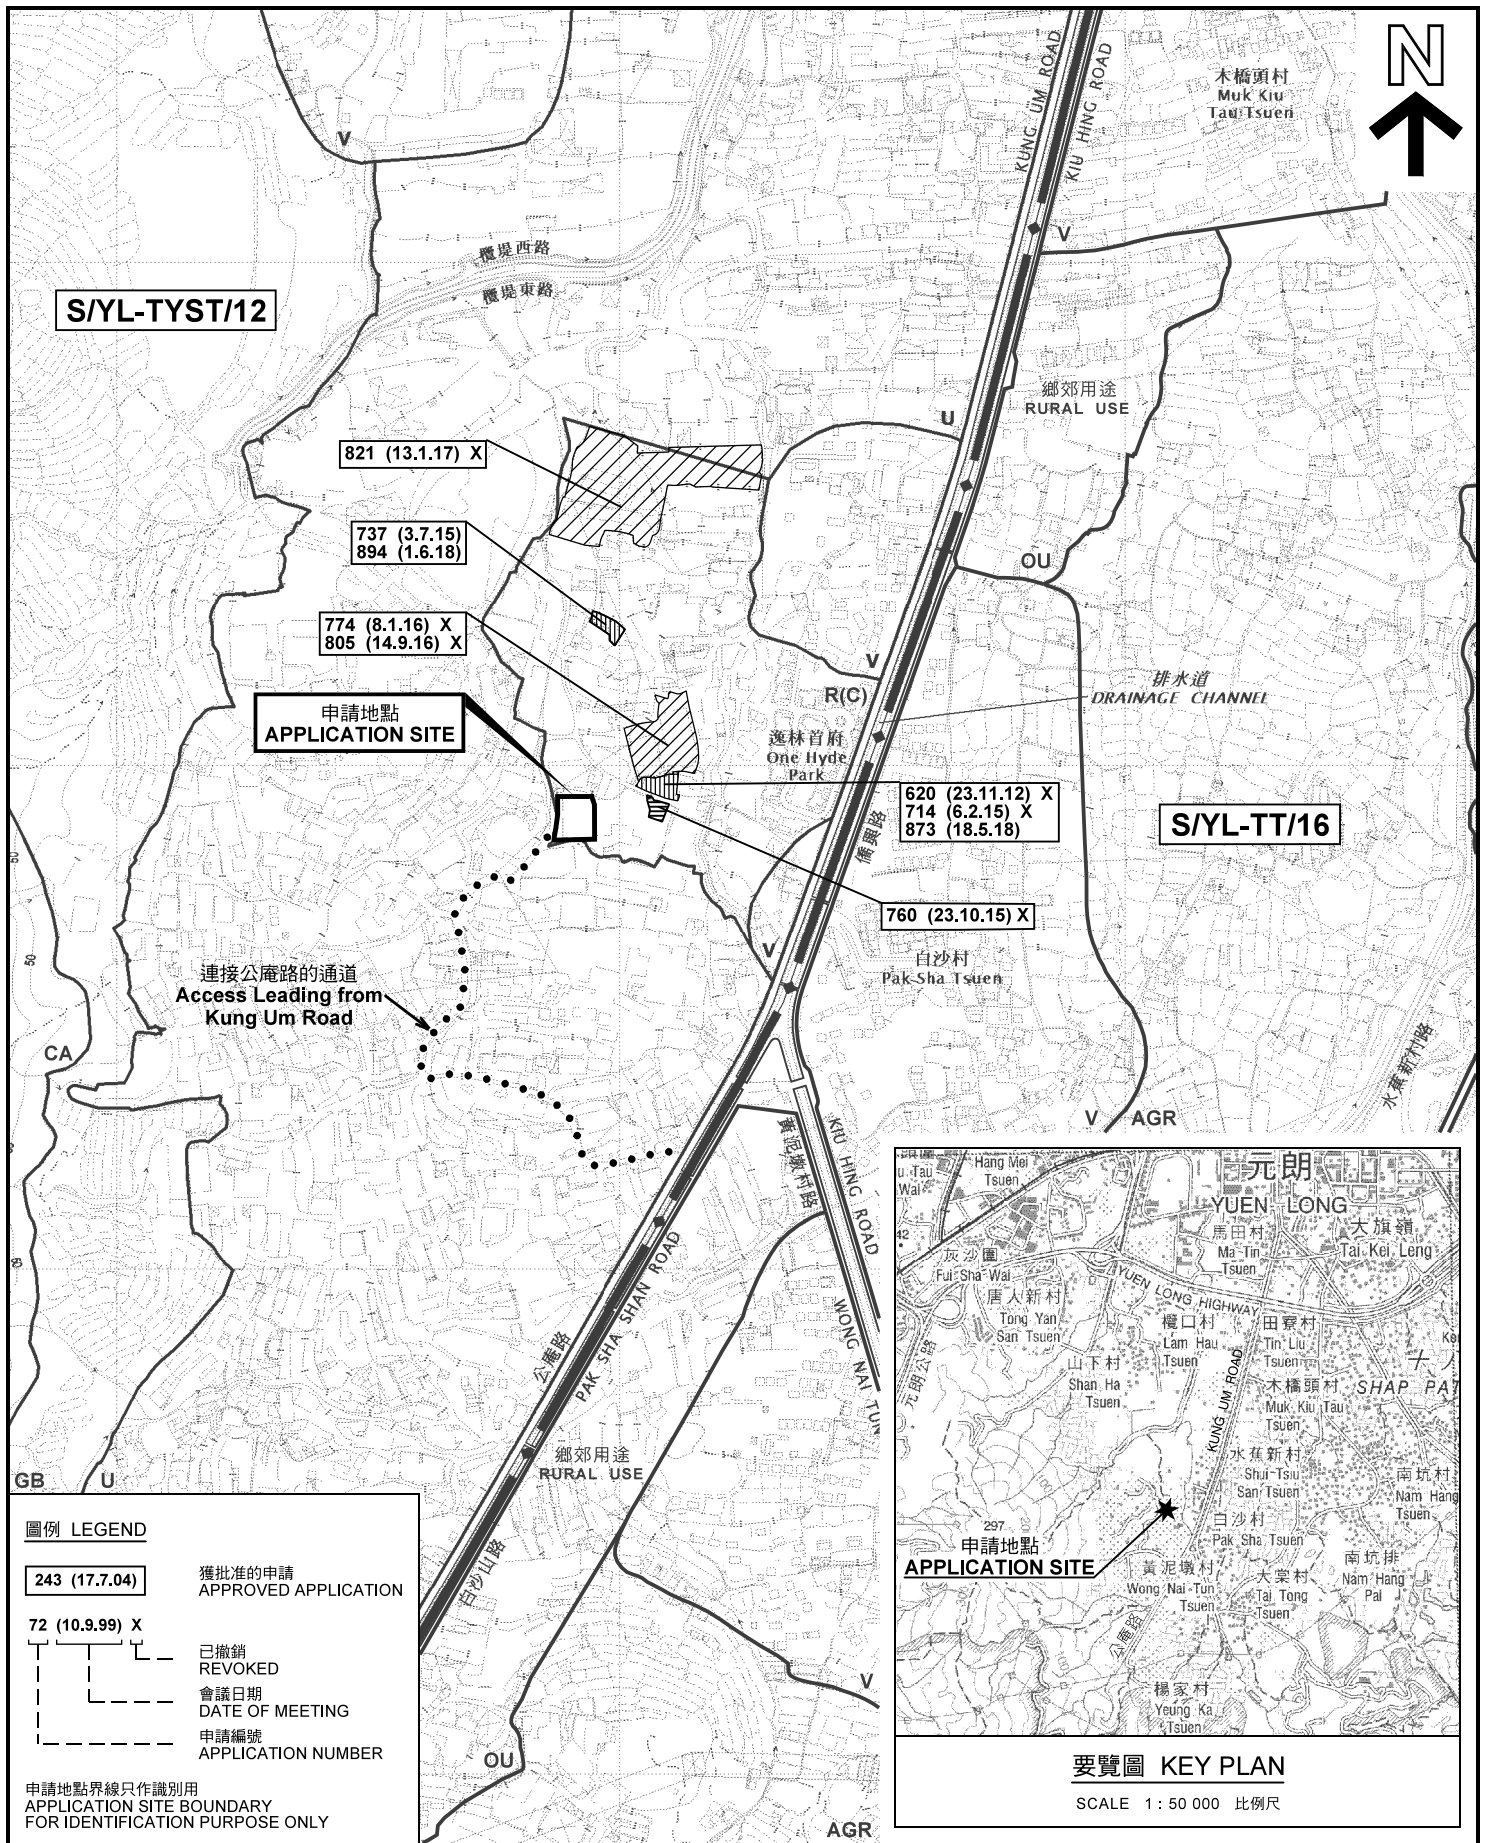 N
木橋頭村
Muk Kiu
Tau Tsuen
KUNG UM ROAD
KIU HING ROAD
V
V
欖堤西路
欖堤東路
S/YL-TYST/12
鄉郊用途
RURAL USE
U
821 (13.1.17) X
737 (3.7.15)
894 (1.6.18)
OU
774 (8.1.16) X
805 (14.9.16) X
V
R(C)
排水道
DRAINAGE CHANNEL
申請地點
APPLICATION SITE
逸林首府
One Hyde
Park
620 (23.11.12) X
714 (6.2.15) X
873 (18.5.18)
僑興路
S/YL-TT/16
760 (23.10.15) X
V
白沙村
Pak Sha Tsuen
50
50
連接公庵路的通道
Access Leading from
Kung Um Road
CA
水蕉新村路
V
AGR
黃泥墩村路
KIU HING ROAD
WONG NAI TUN
公庵路
PAK SHA SHAN ROAD
鄉郊用途
RURAL USE
白沙山路
GB
U
V
OU
AGR
圖例 LEGEND
243 (17.7.04)
獲批准的申請
APPROVED APPLICATION
72 (10.9.99) X
已撤銷
REVOKED
會議日期
DATE OF MEETING
申請編號
APPLICATION NUMBER
申請地點界線只作識別用
APPLICATION SITE BOUNDARY
FOR IDENTIFICATION PURPOSE ONLY
u Tau
Wai
Hang Mei
Tsuen
元朗
YUEN LONG
馬田村
Ma Tin
Tsuen
大旗嶺
Tai Kei Leng
42
灰沙圍
Fui Sha Wai
YUEN LONG HIGHWAY
唐人新村
Tong Yan
San Tsuen
欖口村
Lam Hau
Tsuen
田寮村
Tin Liu
Tsuen
元朗公路
山下村
Shan Ha
Tsuen
KUNG UM ROAD
木橋頭村
Muk Kiu Tau
Tsuen
SHAP PAT
水蕉新村
Shui Tsiu
San Tsuen
南坑村
Nam Hang
Tsuen
297
申請地點
APPLICATION SITE
白沙村
Pak Sha Tsuen
黃泥墩村
Wong Nai Tun
Tsuen
大棠村
Tai Tong
Tsuen
南坑排
Nam Hang
Pai
公庵路
楊家村
Yeung Ka
Tsuen
要覽圖 KEY PLAN
SCALE 1 : 50 000 比例尺